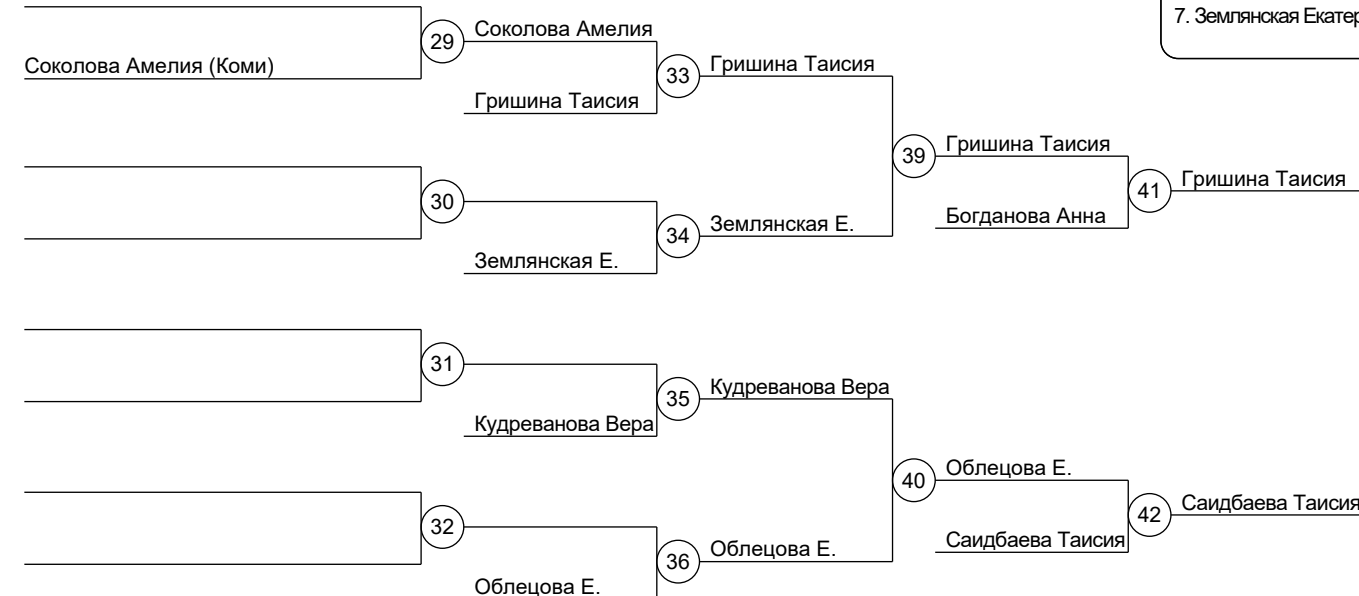 7. Землянская Екатер
Соколова Амелия
29
Соколова Амелия (Коми)
Гришина Таисия
33
Гришина Таисия
Гришина Таисия
39
Гришина Таисия
41
30
Богданова Анна
Землянская Е.
34
Землянская Е.
31
Кудреванова Вера
35
Кудреванова Вера
Облецова Е.
40
Саидбаева Таисия
42
32
Саидбаева Таисия
Облецова Е.
36
Облецова Е.